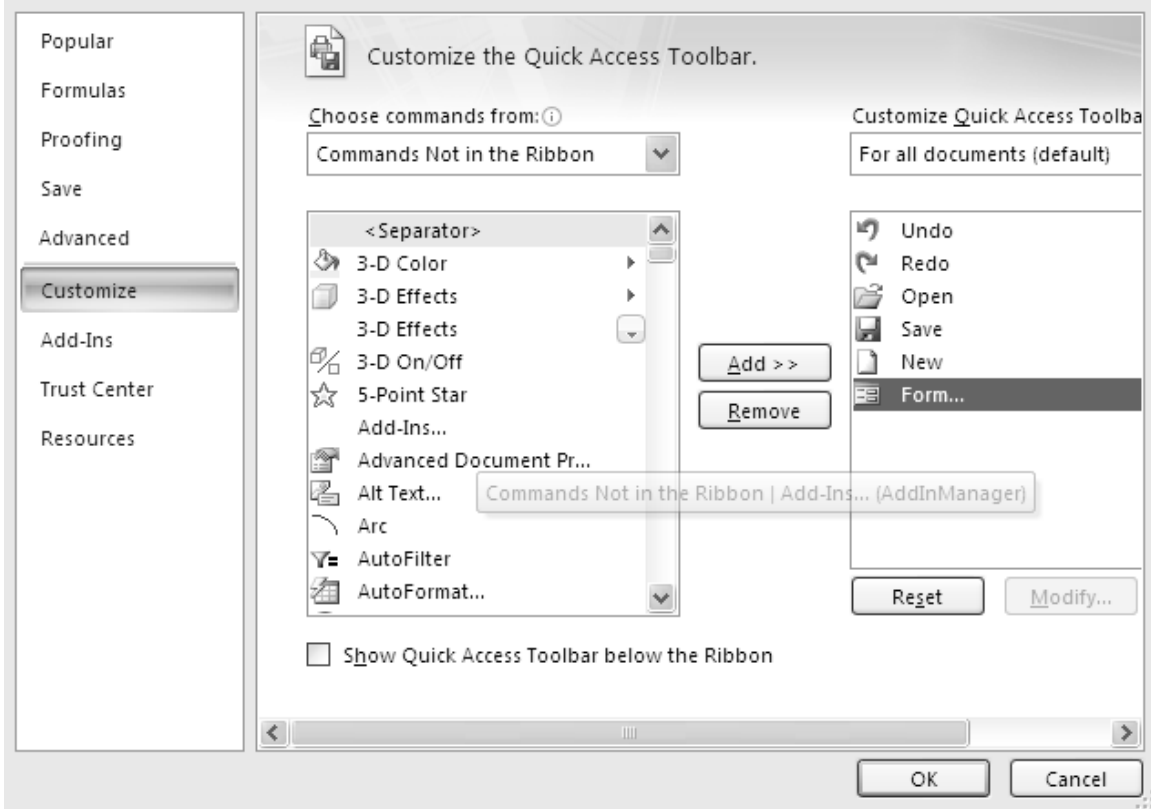 Popular
Formulas
Proofing
Save
Advanced
Customize
Add-Ins
Trust Center
Resources
Customize the Quick Access Toolbar.
Choose commands from:
Commands Not in the Ribbon
<Separator>
3-D Color
3-D Effects
3-D Effects
3-D On/Off
5-Point Star
Add-Ins...
Advanced Document Pr...
Alt Text...
Commands Not in the Ribbon | Add-Ins... (AddInManager)
Arc
AutoFilter
AutoFormat...
Show Quick Access Toolbar below the Ribbon
Add >>
Remove
Customize Quick Access Toolba
For all documents (default)
Undo
Redo
Open
Save
New
Form...
Reset
Modify...
OK
Cancel